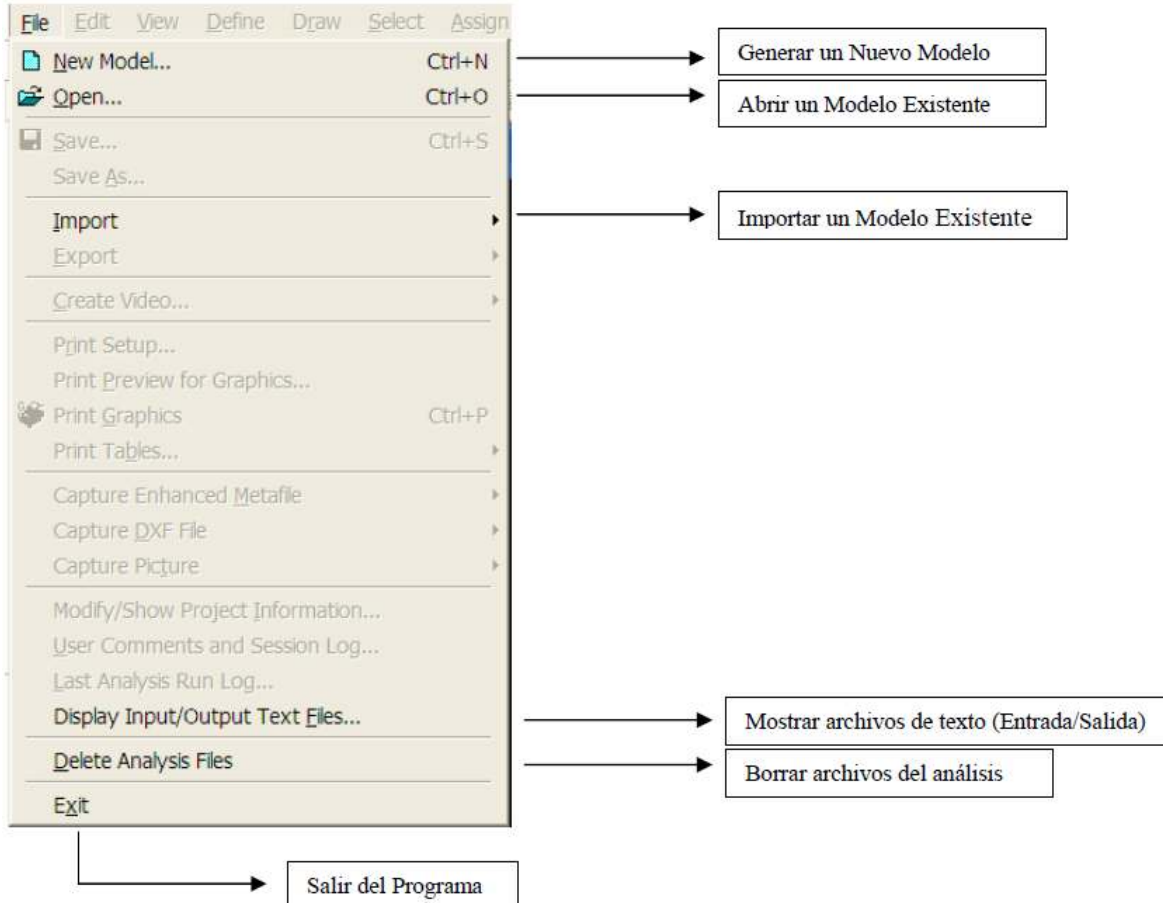 File Edit View Define Draw Select Assign
New Model... Ctrl+N
Generar un Nuevo Modelo
Open... Ctrl+O
Abrir un Modelo Existente
Save... Ctrl+S
Save As...
Import
Importar un Modelo Existente
Export
Create Video...
Print Setup...
Print Preview for Graphics...
Print Graphics Ctrl+P
Print Tables...
Capture Enhanced Metafile
Capture DXF File
Capture Picture
Modify/Show Project Information...
User Comments and Session Log...
Last Analysis Run Log...
Display Input/Output Text Files...
Mostrar archivos de texto (Entrada/Salida)
Delete Analysis Files
Borrar archivos del análisis
Exit
Salir del Programa